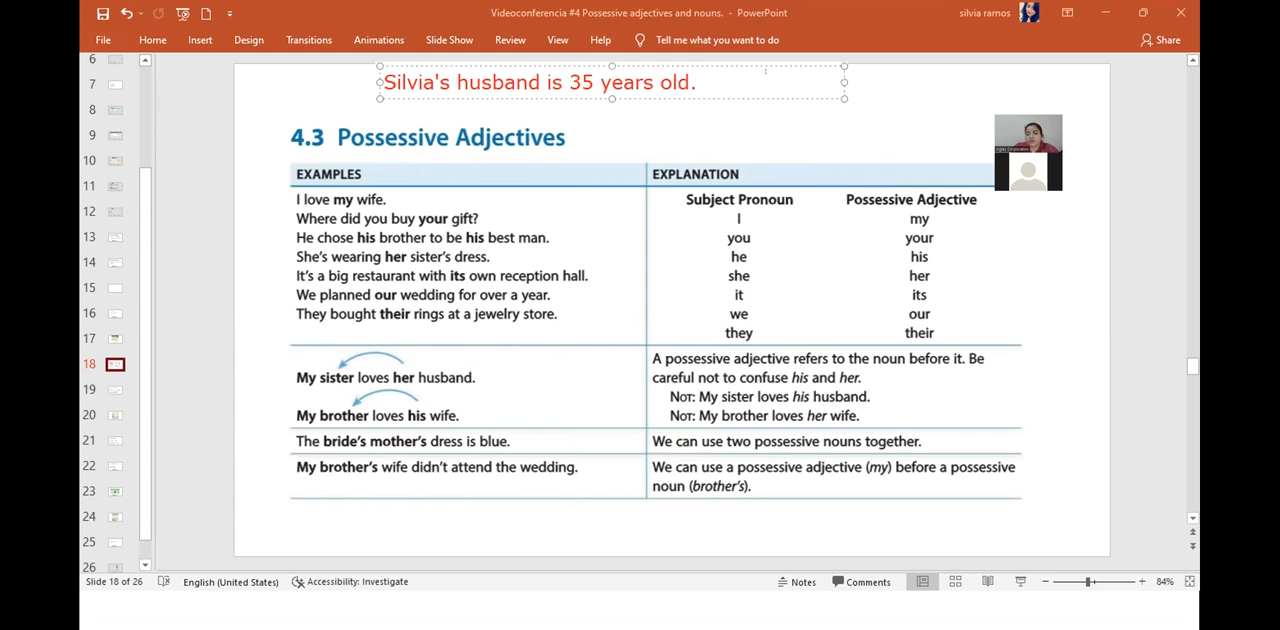 Videoconferencia #4 Possessive adjectives and nouns. - PowerPoint
silvia ramos
File Home Insert Design Transitions Animations Slide Show Review View Help Tell me what you want to do Share
6
7
8
9
10
11
12
13
14
15
16
17
18
19
20
21
22
23
24
25
26
Silvia's husband is 35 years old.
4.3 Possessive Adjectives
EXAMPLES
I love my wife.
Where did you buy your gift?
He chose his brother to be his best man.
She's wearing her sister's dress.
It's a big restaurant with its own reception hall.
We planned our wedding for over a year.
They bought their rings at a jewelry store.
EXPLANATION
Subject Pronoun Possessive Adjective
I my
you your
he his
she her
it its
we our
they their
My sister loves her husband.
My brother loves his wife.
A possessive adjective refers to the noun before it. Be
careful not to confuse his and her.
NOT: My sister loves his husband.
NOT: My brother loves her wife.
The bride's mother's dress is blue.
We can use two possessive nouns together.
My brother's wife didn't attend the wedding.
We can use a possessive adjective (my) before a possessive
noun (brother's).
Slide 18 of 26 English (United States) Accessibility: Investigate Notes Comments 84%